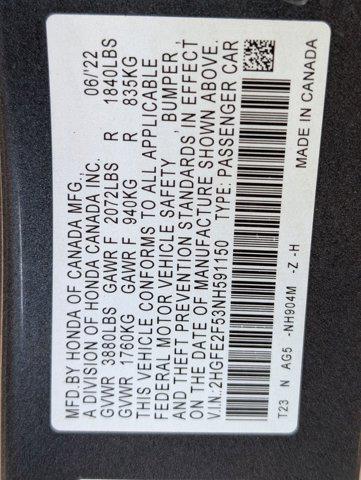 MFD.BY HONDA OF CANADA MFG.,
A DIVISION OF HONDA CANADA INC. 06/'22
GVWR 3880LBS GAWR F 2072LBS R 1840LBS
GVWR 1760KG GAWR F 940KG R 835KG
THIS VEHICLE CONFORMS TO ALL APPLICABLE
FEDERAL MOTOR VEHICLE SAFETY , BUMPER ,
AND THEFT PREVENTION STANDARDS IN EFFECT
ON THE DATE OF MANUFACTURE SHOWN ABOVE.
V.I.N: 2HGFE2F53NH591150 TYPE: PASSENGER CAR
T23 N AG5 -NH904M -Z -H MADE IN CANADA